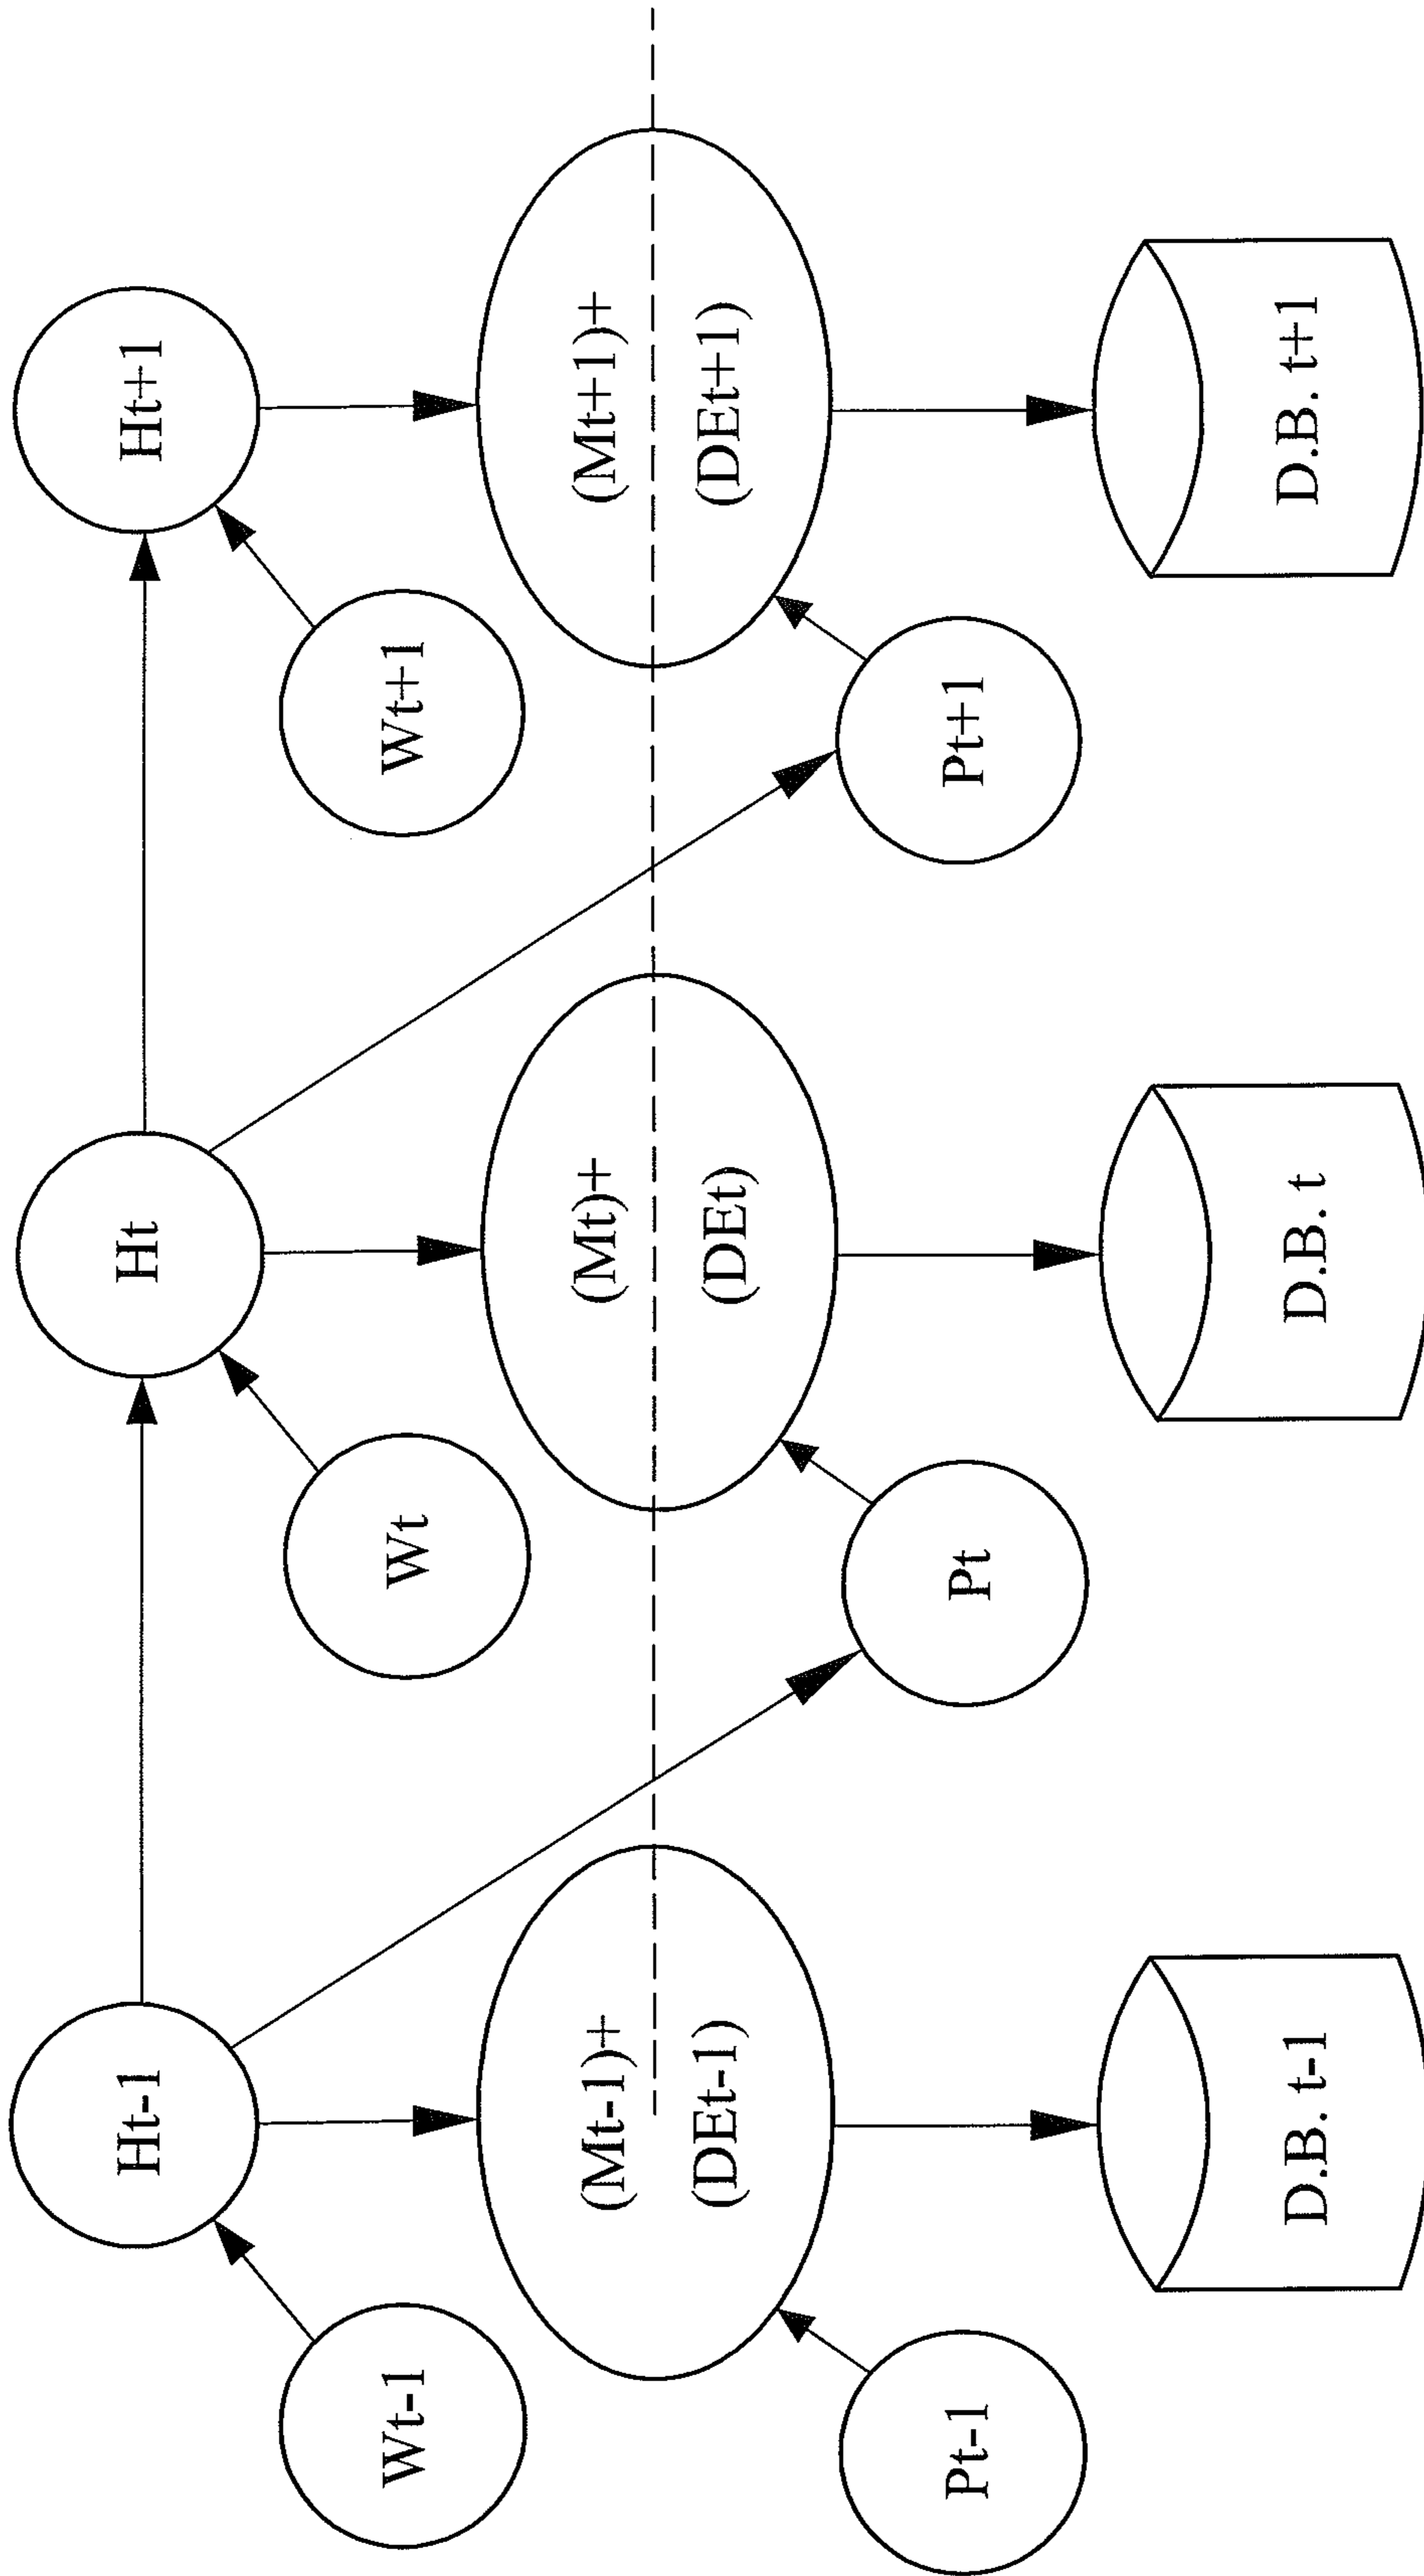 Ht-1
Ht
Ht+1
Wt-1
Wt
Wt+1
(Mt-1)+
(DEt-1)
(Mt)+
(DEt)
(Mt+1)+
(DEt+1)
Pt-1
Pt
Pt+1
D.B. t-1
D.B. t
D.B. t+1